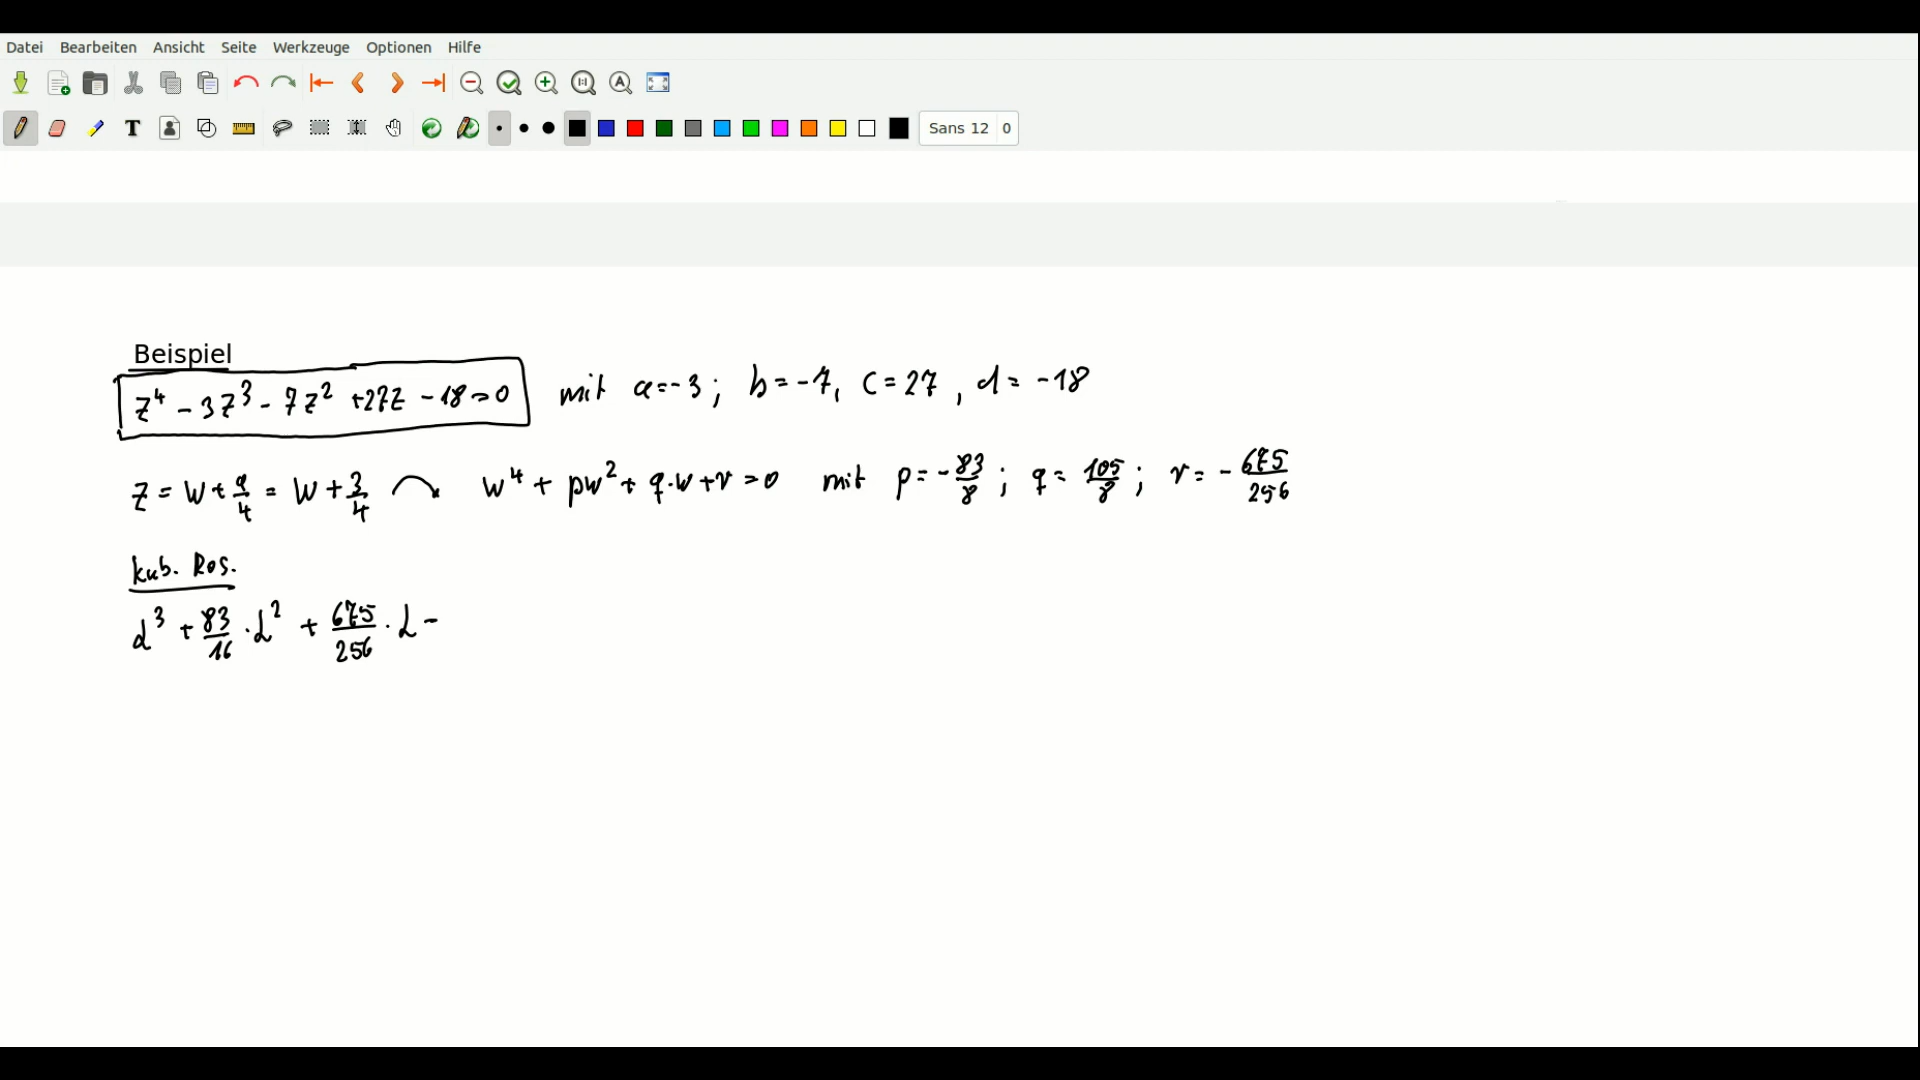 Datei Bearbeiten Ansicht Seite Werkzeuge Optionen Hilfe
T A Sans 12 0
Beispiel
z⁴ - 3z³ - 7z² + 27z - 18 = 0 mit a = -3 ; b = -7, c = 27 , d = -18
z = w + a/4 = w + 3/4 w⁴ + pw² + q·w + r = 0 mit p = -83/8 ; q = 105/8 ; r = -675/256
kub. Res.
α³ + 83/16 · α² + 675/256 · α -